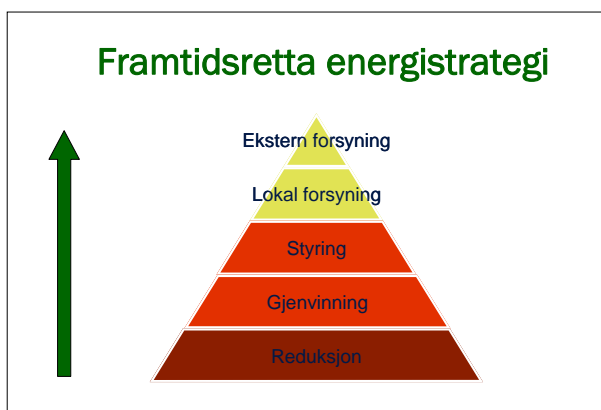 Framtidsretta energistrategi
Ekstern forsyning
Lokal forsyning
Styring
Gjenvinning
Reduksjon